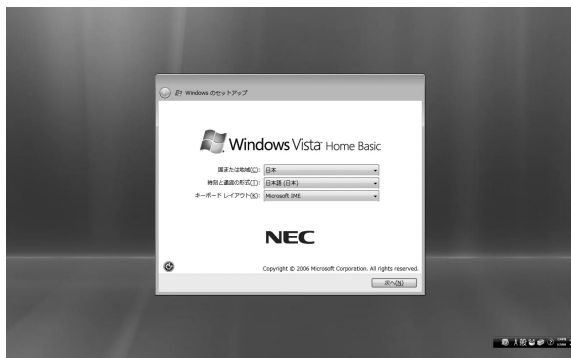 Windows のセットアップ
Windows Vista™ Home Basic
国または地域(C): 日本
時刻と通貨の形式(T): 日本語 (日本)
キーボード レイアウト(K): Microsoft IME
NEC
Copyright © 2006 Microsoft Corporation. All rights reserved.
次へ(N)
A 般